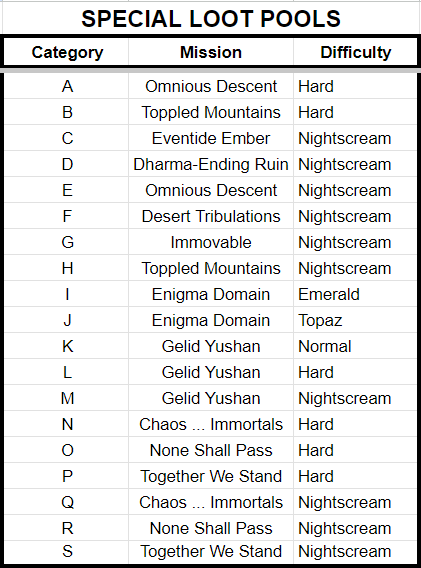 SPECIAL LOOT POOLS
Category Mission Difficulty
A Omnious Descent Hard
B Toppled Mountains Hard
C Eventide Ember Nightscream
D Dharma-Ending Ruin Nightscream
E Omnious Descent Nightscream
F Desert Tribulations Nightscream
G Immovable Nightscream
H Toppled Mountains Nightscream
I Enigma Domain Emerald
J Enigma Domain Topaz
K Gelid Yushan Normal
L Gelid Yushan Hard
M Gelid Yushan Nightscream
N Chaos ... Immortals Hard
O None Shall Pass Hard
P Together We Stand Hard
Q Chaos ... Immortals Nightscream
R None Shall Pass Nightscream
S Together We Stand Nightscream